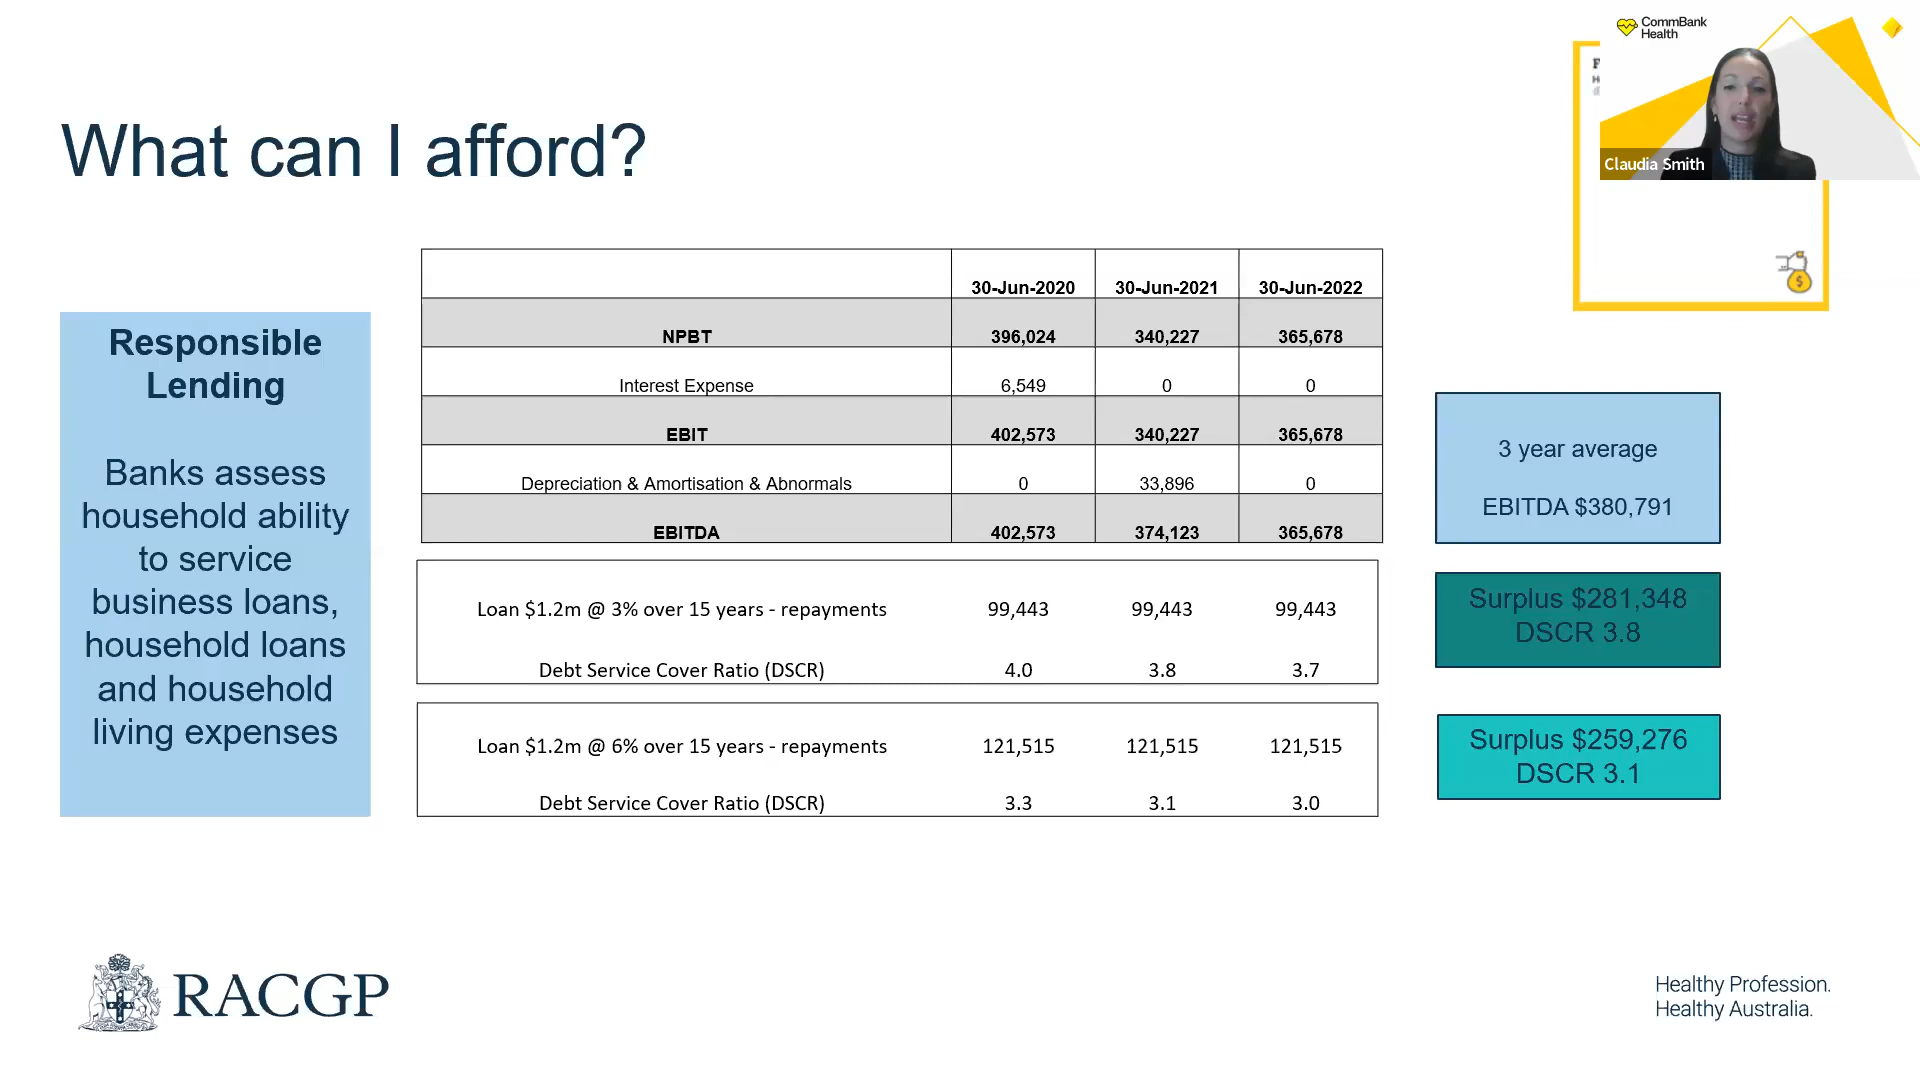 CommBank
Health
Claudia Smith
What can I afford?
Responsible
Lending
Banks assess
household ability
to service
business loans,
household loans
and household
living expenses
30-Jun-2020 30-Jun-2021 30-Jun-2022
NPBT 396,024 340,227 365,678
Interest Expense 6,549 0 0
EBIT 402,573 340,227 365,678
Depreciation & Amortisation & Abnormals 0 33,896 0
EBITDA 402,573 374,123 365,678
Loan $1.2m @ 3% over 15 years - repayments 99,443 99,443 99,443
Debt Service Cover Ratio (DSCR) 4.0 3.8 3.7
Loan $1.2m @ 6% over 15 years - repayments 121,515 121,515 121,515
Debt Service Cover Ratio (DSCR) 3.3 3.1 3.0
3 year average
EBITDA $380,791
Surplus $281,348
DSCR 3.8
Surplus $259,276
DSCR 3.1
RACGP
Healthy Profession.
Healthy Australia.